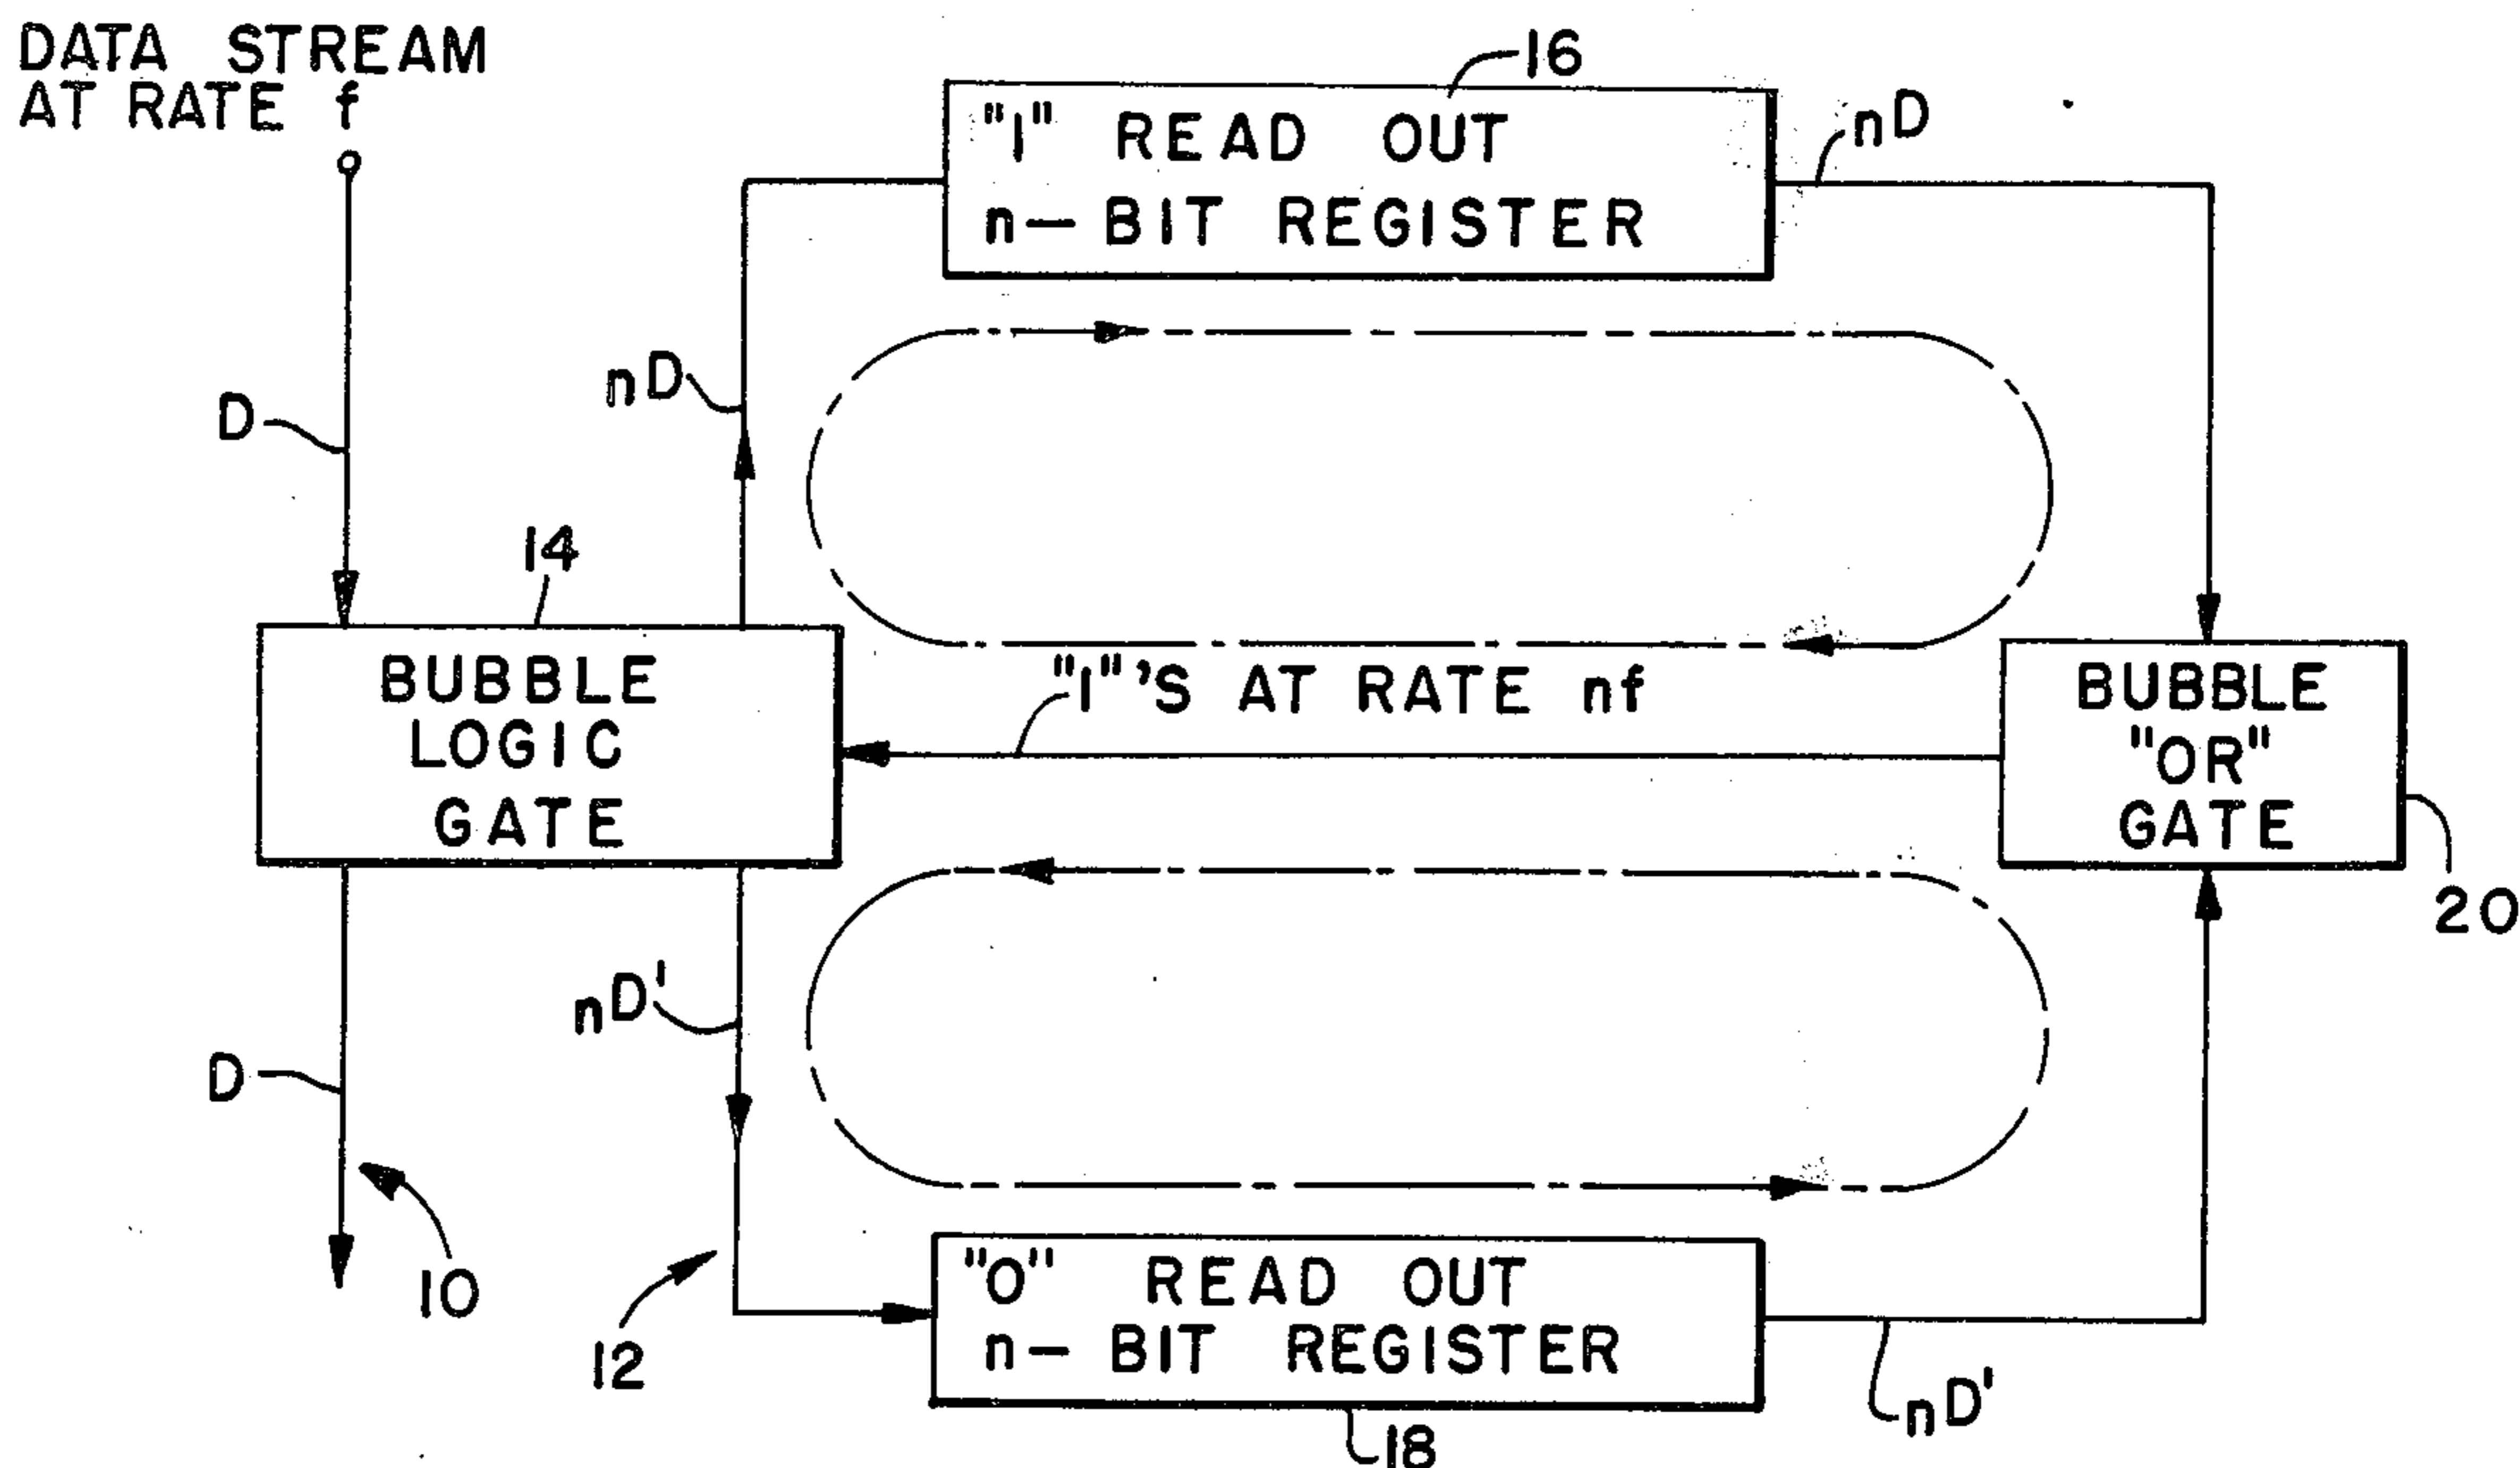 DATA STREAM
AT RATE f
16
"1" READ OUT
n- BIT REGISTER
nD
nD
D
14
BUBBLE
LOGIC
GATE
"1"'S AT RATE nf
BUBBLE
"OR"
GATE
20
nD'
D
10
12
"0" READ OUT
n- BIT REGISTER
nD'
18